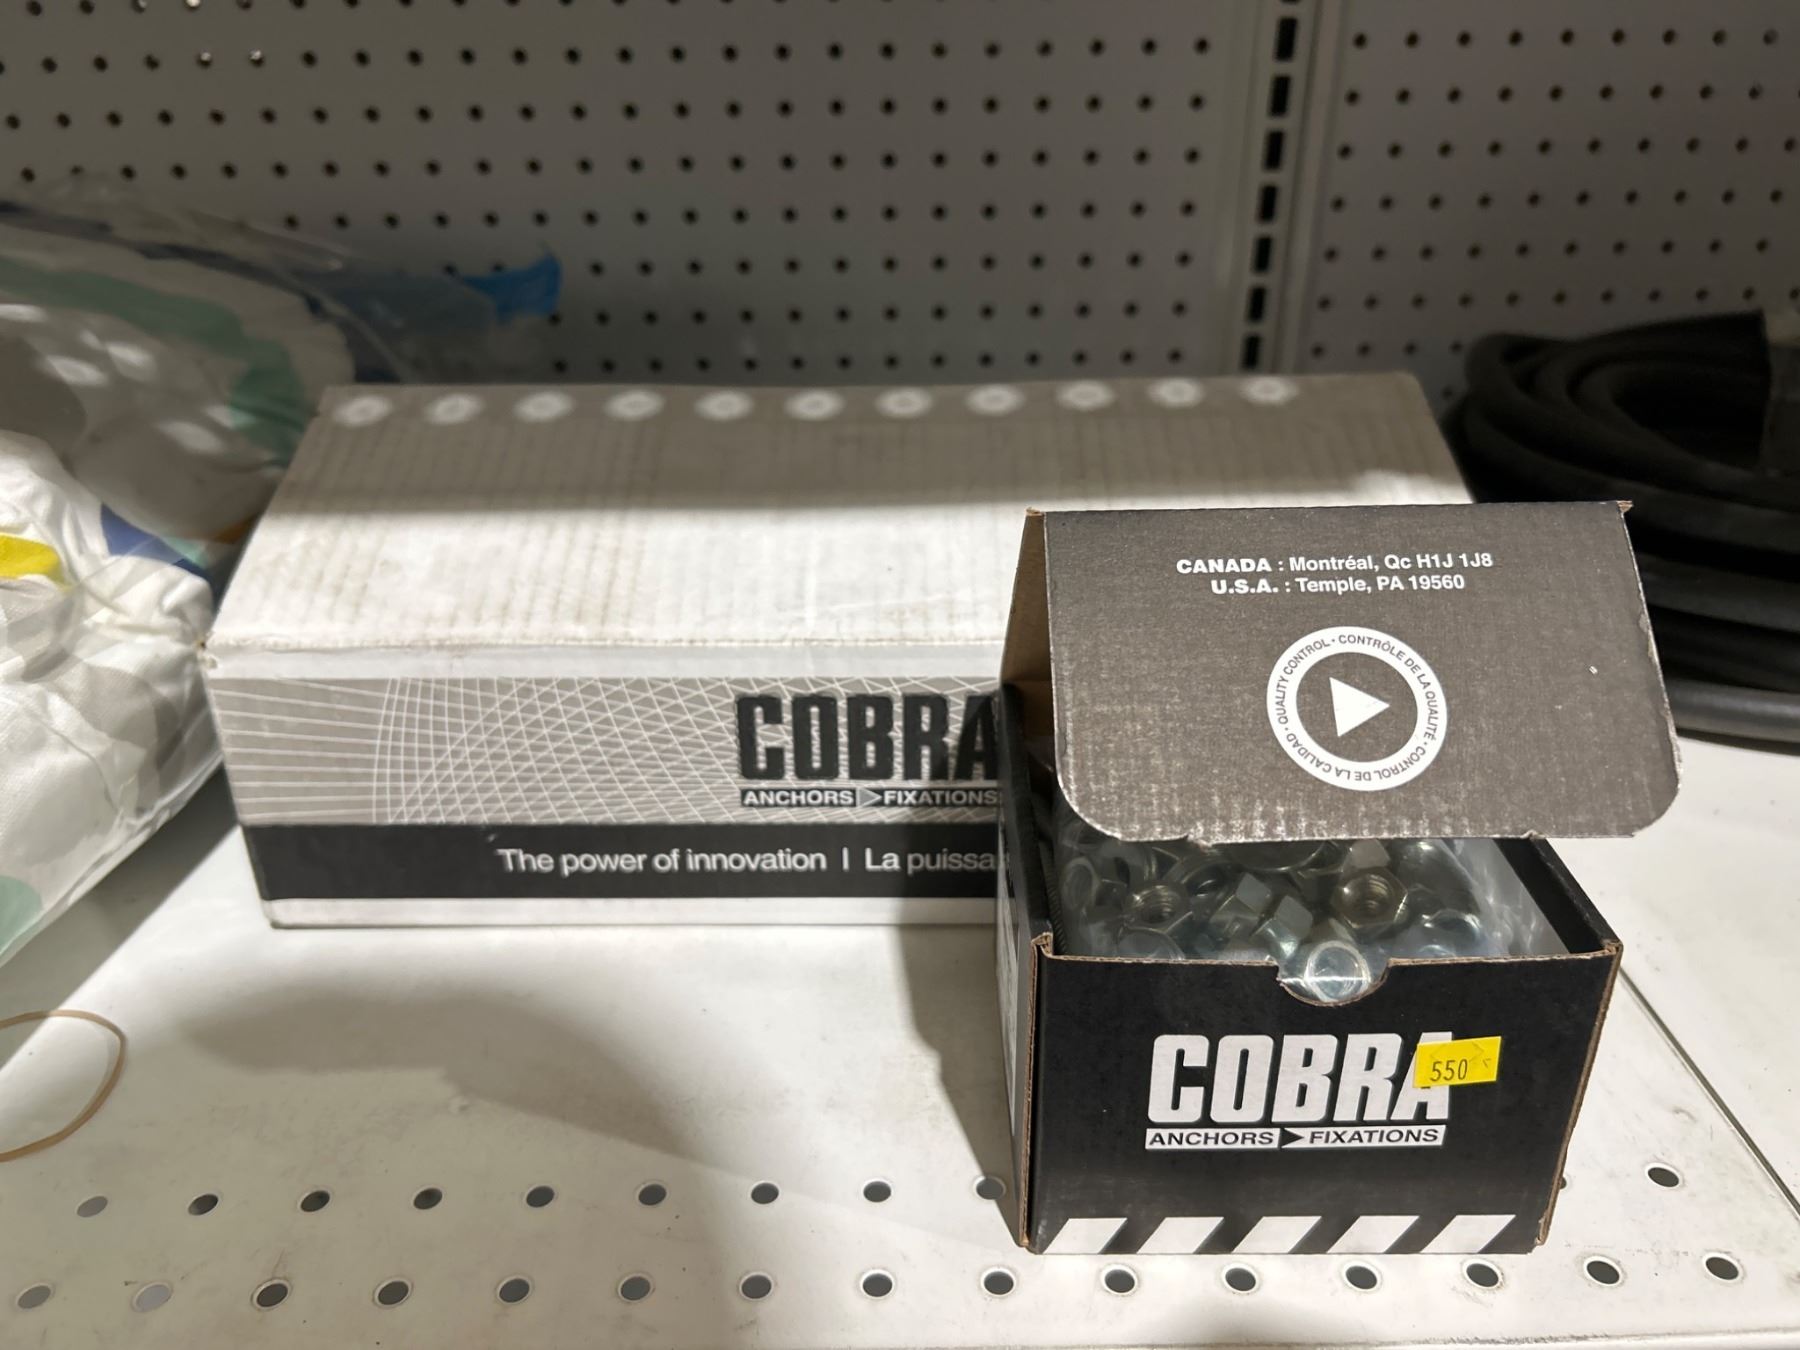 COBRA
ANCHORS FIXATIONS
The power of innovation | La
CANADA : Montréal, Qc H1J 1J8
U.S.A. : Temple, PA 19560
QUALITY CONTROL • CONTRÔLE DE LA QUALITÉ • CONTROL DE LA CALIDAD •
COBRA
550
ANCHORS FIXATIONS